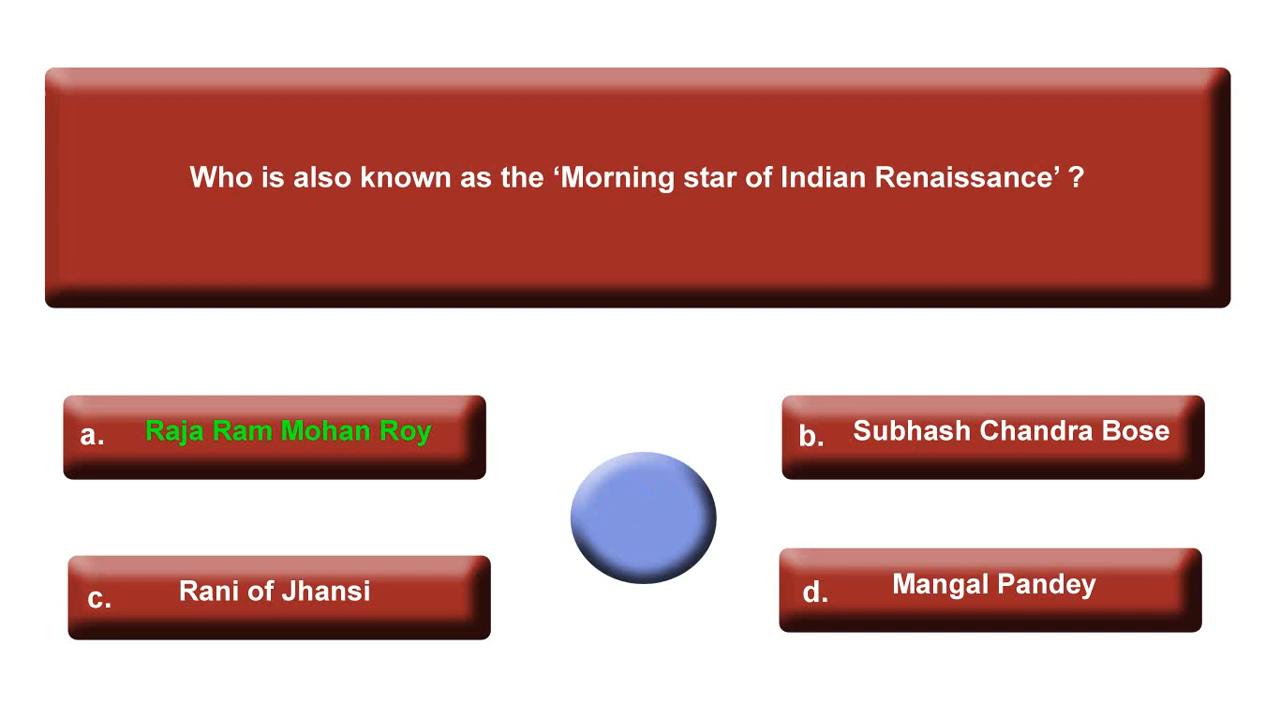 Who is also known as the ‘Morning star of Indian Renaissance’ ?
a. Raja Ram Mohan Roy
b. Subhash Chandra Bose
c. Rani of Jhansi
d. Mangal Pandey